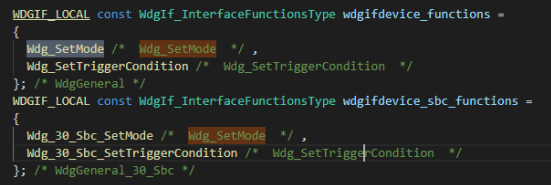 WDGIF_LOCAL const WdgIf_InterfaceFunctionsType wdgifdevice_functions =
{
  Wdg_SetMode /*  Wdg_SetMode  */ ,
  Wdg_SetTriggerCondition /*  Wdg_SetTriggerCondition  */
}; /* WdgGeneral */
WDGIF_LOCAL const WdgIf_InterfaceFunctionsType wdgifdevice_sbc_functions =
{
  Wdg_30_Sbc_SetMode /*  Wdg_SetMode  */ ,
  Wdg_30_Sbc_SetTriggerCondition /*  Wdg_SetTriggerCondition  */
}; /* WdgGeneral_30_Sbc */